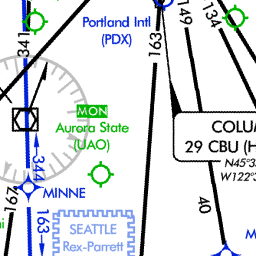 Portland Intl
(PDX)
341
163
149
134
MON
Aurora State
(UAO)
COLU
29 CBU (H
N45°3
W122°
344
167
MINNE
163
40
SEATTLE
Rex-Parrett
M